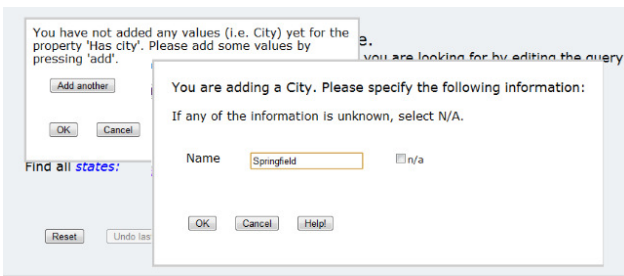 You have not added any values (i.e. City) yet for the
property 'Has city'. Please add some values by
pressing 'add'.
Add another
OK Cancel
e.
you are looking for by editing the query
You are adding a City. Please specify the following information:
If any of the information is unknown, select N/A.
Name Springfield n/a
OK Cancel Help!
Find all states:
Reset Undo las